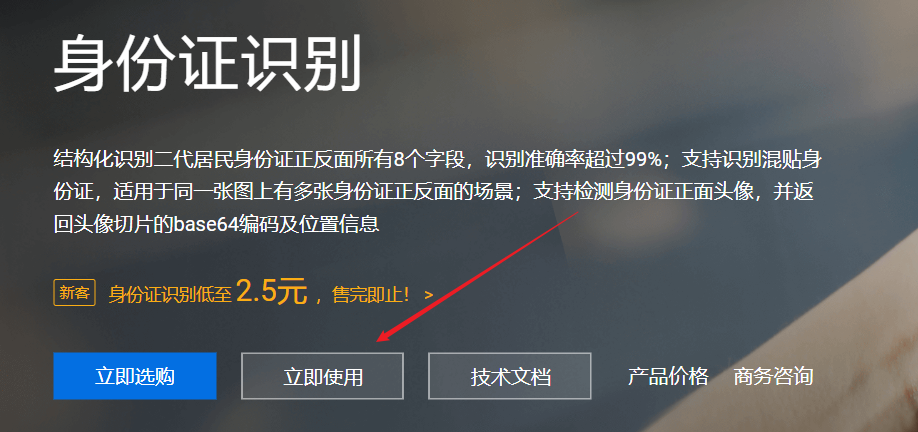 身份证识别
结构化识别二代居民身份证正反面所有8个字段，识别准确率超过99%；支持识别混贴身
份证，适用于同一张图上有多张身份证正反面的场景；支持检测身份证正面头像，并返
回头像切片的base64编码及位置信息
新客 身份证识别低至 2.5元 ，售完即止！ >
立即选购 立即使用 技术文档 产品价格 商务咨询